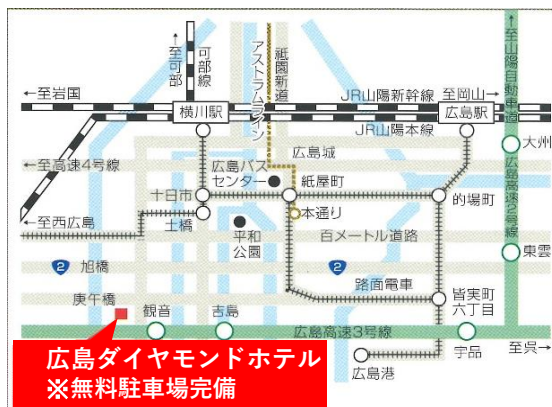 ←至可部
可部線
アストラムライン
祇園新道
→至山陽自動車道
←至岩国
横川駅
JR山陽新幹線
至岡山→
広島駅
JR山陽本線
大州
←至高速4号線
広島バス
センター
広島城
広島高速2号線
十日市
紙屋町
的場町
←至西広島
土橋
本通り
平和
公園
百メートル道路
2
旭橋
2
東雲
庚午橋
路面電車
皆実町
六丁目
観音
吉島
広島高速3号線
宇品
至呉→
広島港
広島ダイヤモンドホテル
※無料駐車場完備